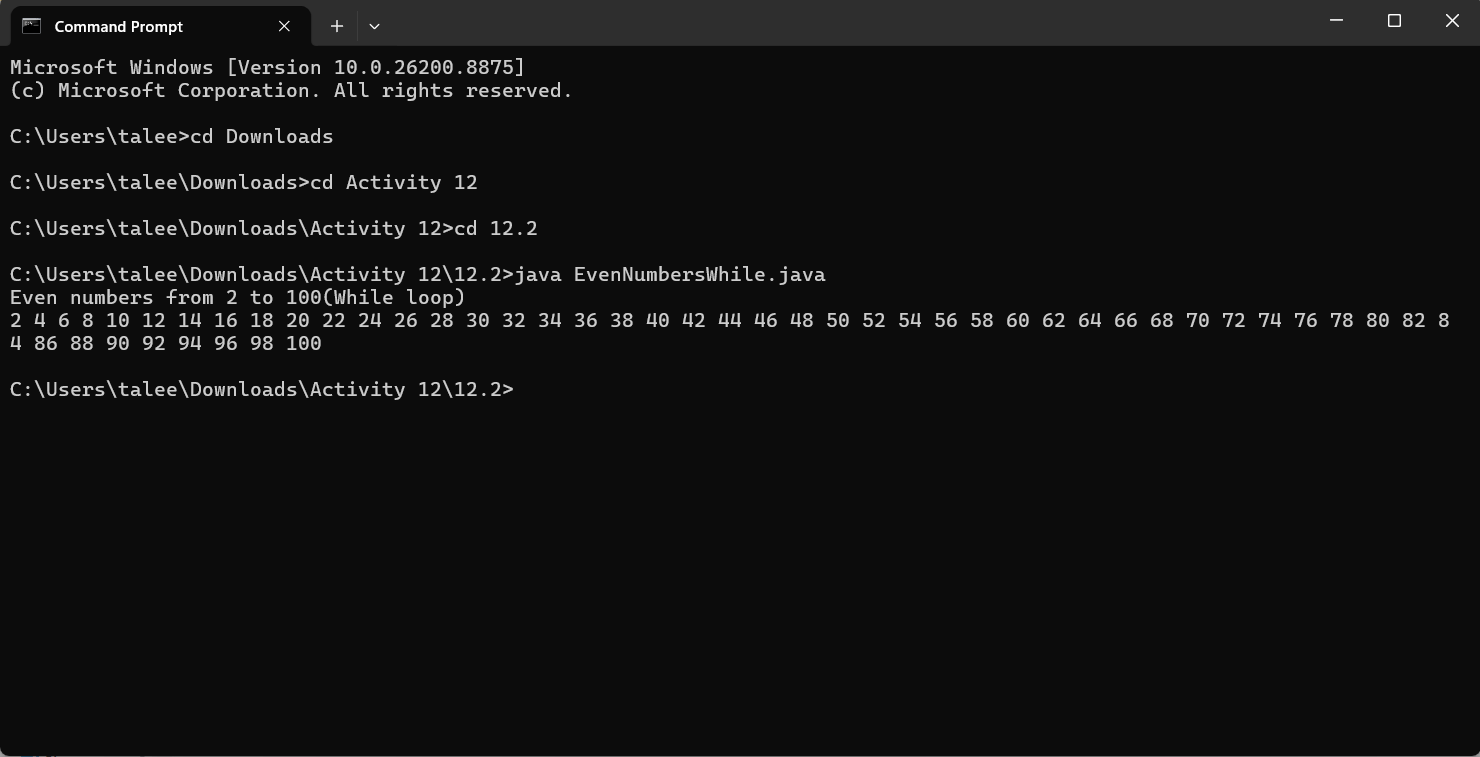 Command Prompt
Microsoft Windows [Version 10.0.26200.8875]
(c) Microsoft Corporation. All rights reserved.
C:\Users\talee>cd Downloads
C:\Users\talee\Downloads>cd Activity 12
C:\Users\talee\Downloads\Activity 12>cd 12.2
C:\Users\talee\Downloads\Activity 12\12.2>java EvenNumbersWhile.java
Even numbers from 2 to 100(While loop)
2 4 6 8 10 12 14 16 18 20 22 24 26 28 30 32 34 36 38 40 42 44 46 48 50 52 54 56 58 60 62 64 66 68 70 72 74 76 78 80 82 8
4 86 88 90 92 94 96 98 100
C:\Users\talee\Downloads\Activity 12\12.2>